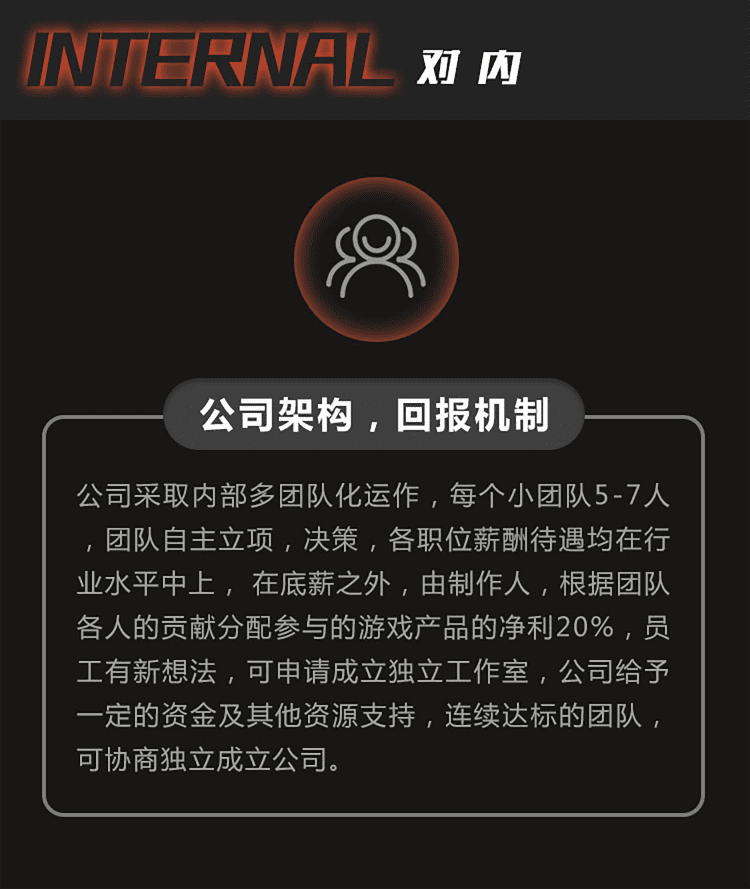 INTERNAL 对内
公司架构，回报机制
公司采取内部多团队化运作，每个小团队5-7人
，团队自主立项，决策，各职位薪酬待遇均在行
业水平中上， 在底薪之外，由制作人，根据团队
各人的贡献分配参与的游戏产品的净利20%，员
工有新想法，可申请成立独立工作室，公司给予
一定的资金及其他资源支持，连续达标的团队，
可协商独立成立公司。